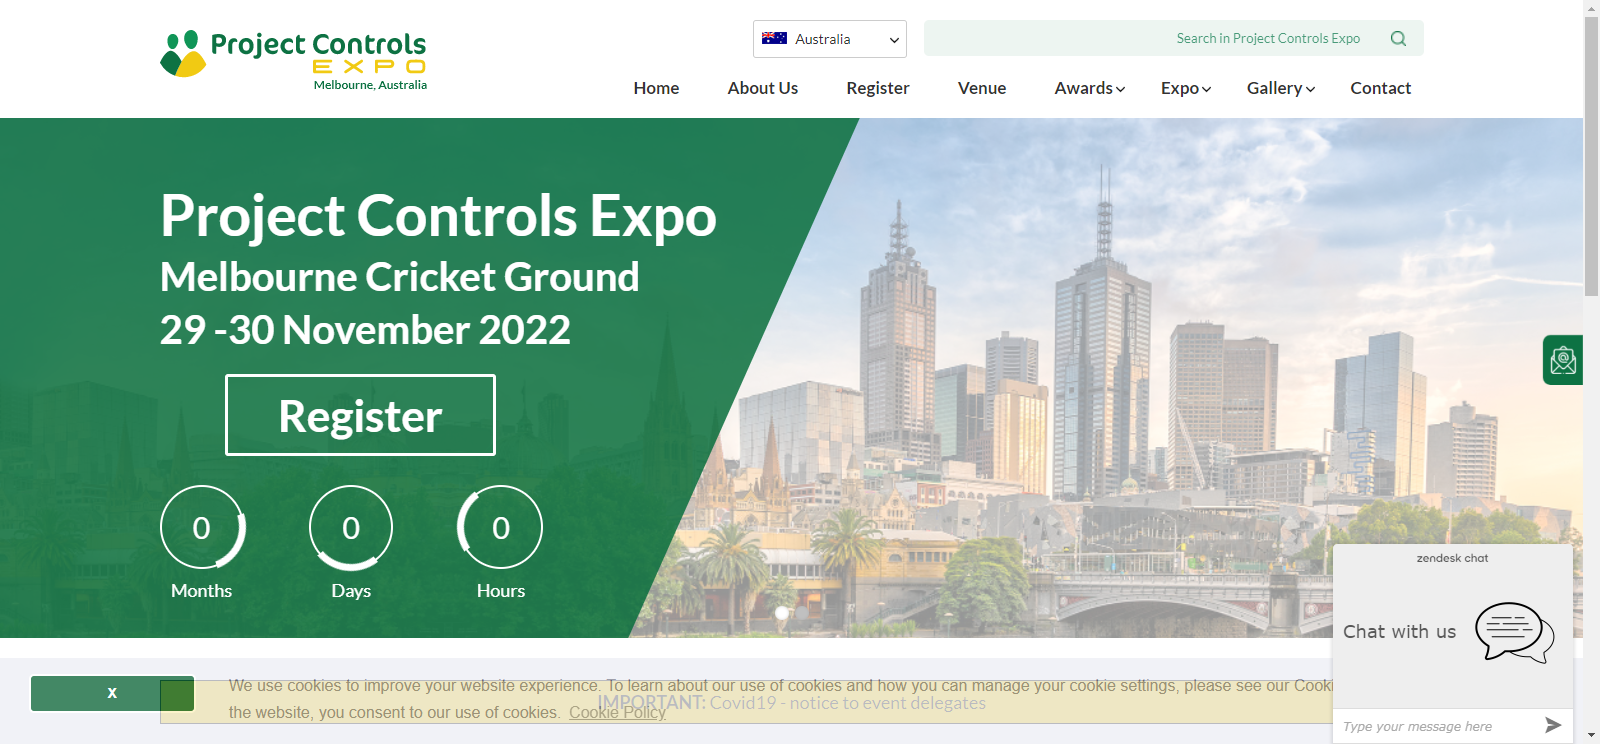 Project Controls
EXPO
Melbourne, Australia
Australia
Search in Project Controls Expo
Home
About Us
Register
Venue
Awards
Expo
Gallery
Contact
Project Controls Expo
Melbourne Cricket Ground
29 -30 November 2022
Register
0
0
0
Months
Days
Hours
zendesk chat
Chat with us
Type your message here
X
We use cookies to improve your website experience. To learn about our use of cookies and how you can manage your cookie settings, please see our Cooki
the website, you consent to our use of cookies. Cookie Policy
IMPORTANT: Covid19 - notice to event delegates